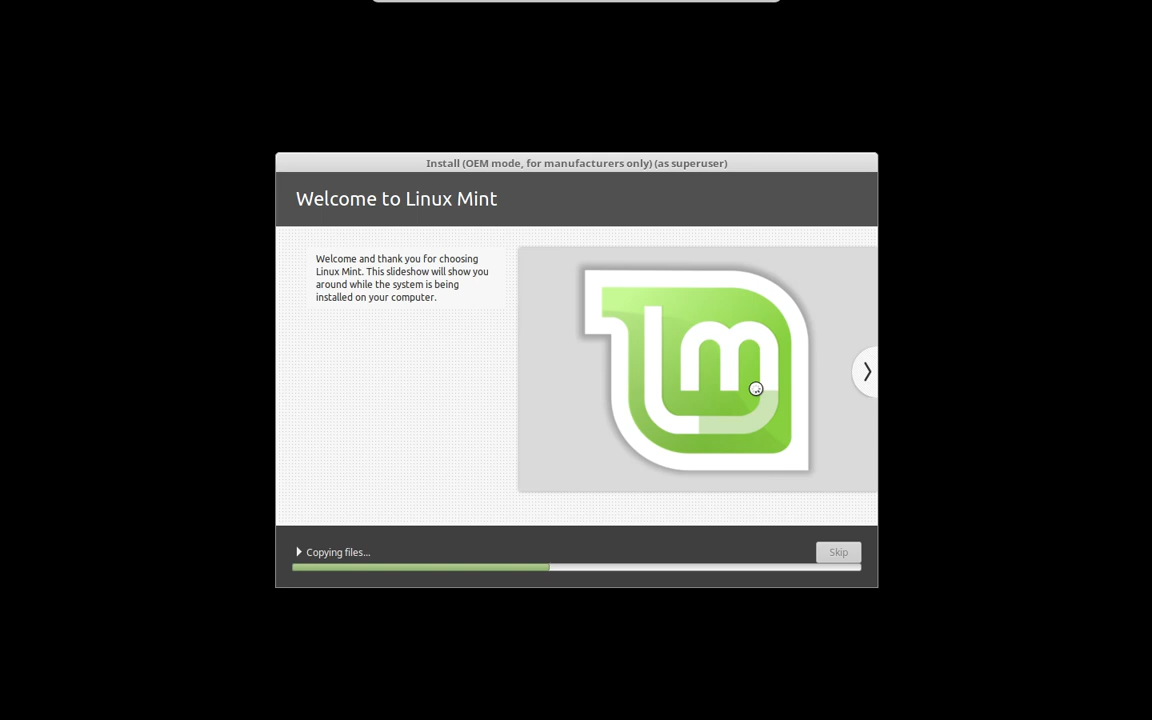 Install (OEM mode, for manufacturers only) (as superuser)
Welcome to Linux Mint
Welcome and thank you for choosing
Linux Mint. This slideshow will show you
around while the system is being
installed on your computer.
Copying files...
Skip